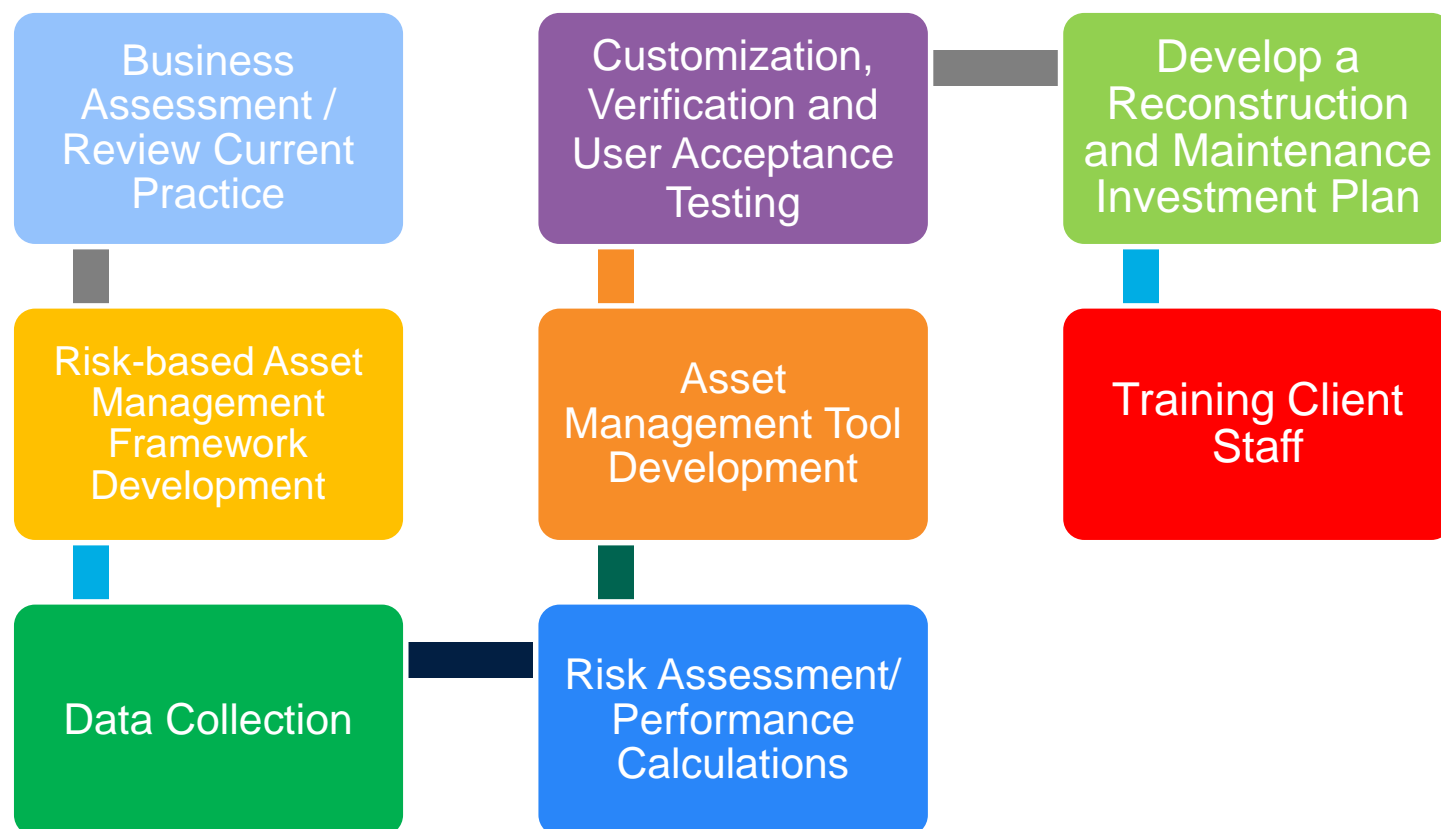 Business
Assessment /
Review Current
Practice
Risk-based Asset
Management
Framework
Development
Data Collection
Risk Assessment/
Performance
Calculations
Asset
Management Tool
Development
Customization,
Verification and
User Acceptance
Testing
Develop a
Reconstruction
and Maintenance
Investment Plan
Training Client
Staff